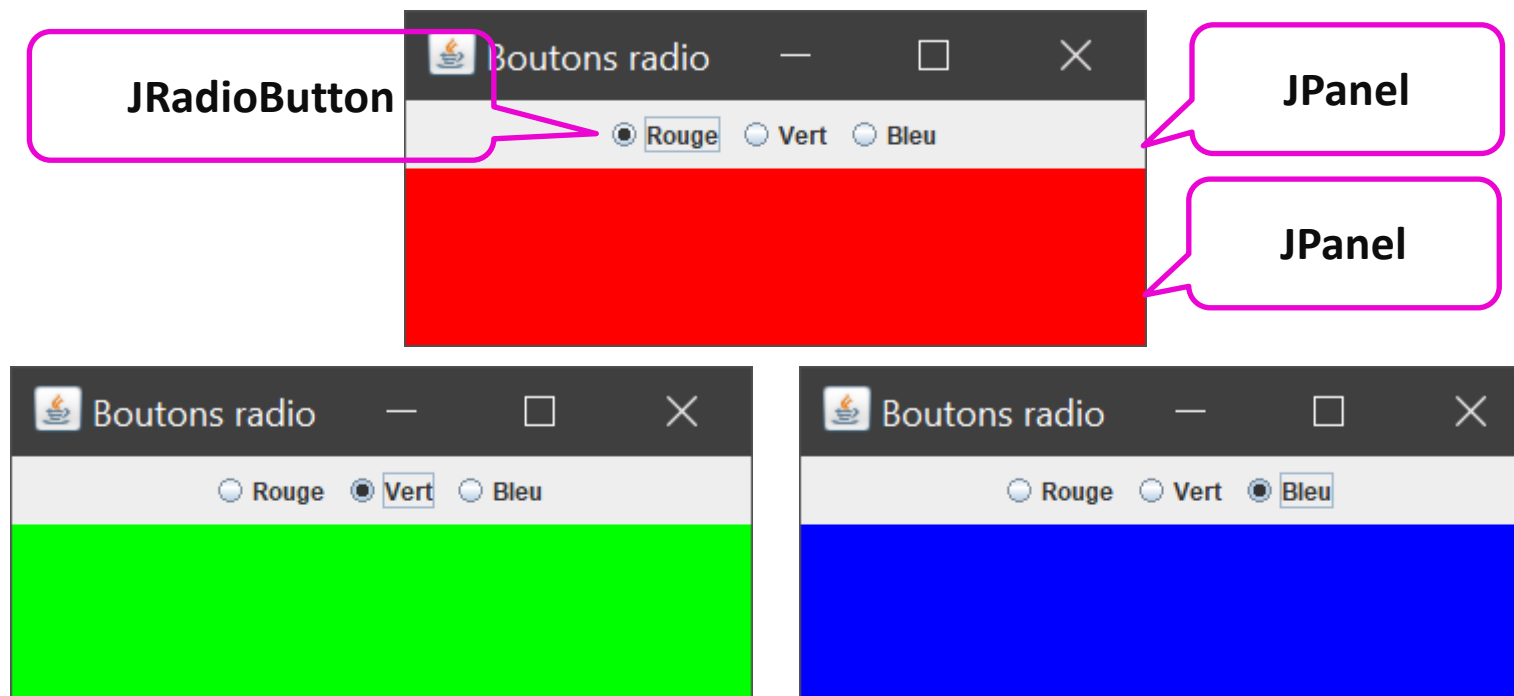 JRadioButton
Boutons radio
JPanel
Rouge Vert Bleu
JPanel
Boutons radio
Rouge Vert Bleu
Boutons radio
Rouge Vert Bleu